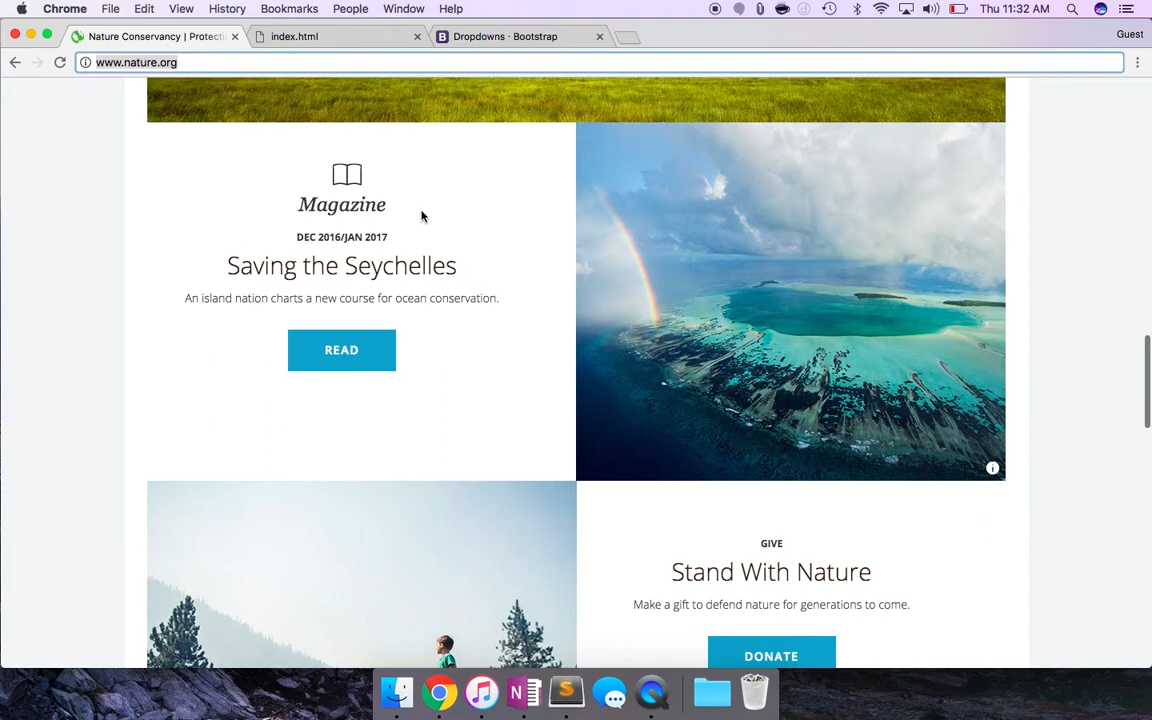 Chrome File Edit View History Bookmarks People Window Help Thu 11:32 AM
Nature Conservancy | Protecti index.html Dropdowns · Bootstrap Guest
www.nature.org
Magazine
DEC 2016/JAN 2017
Saving the Seychelles
An island nation charts a new course for ocean conservation.
READ
i
GIVE
Stand With Nature
Make a gift to defend nature for generations to come.
DONATE